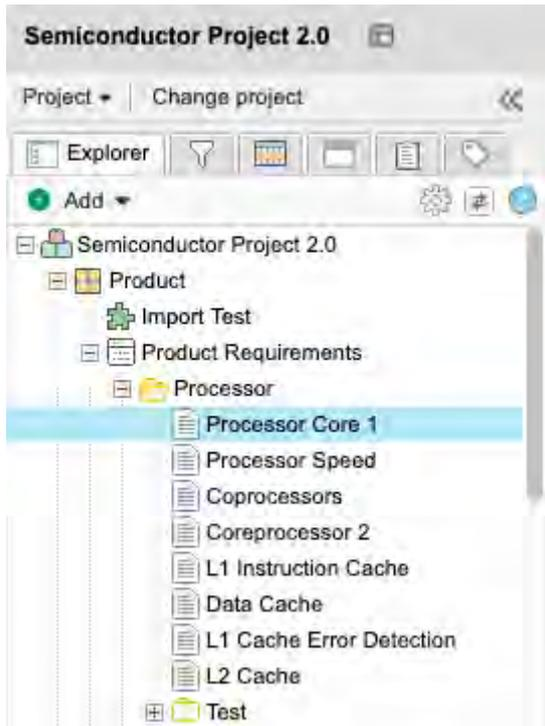 Semiconductor Project 2.0
Project
Change project
Explorer
Add
Semiconductor Project 2.0
Product
Import Test
Product Requirements
Processor
Processor Core 1
Processor Speed
Coprocessors
Coreprocessor 2
L1 Instruction Cache
Data Cache
L1 Cache Error Detection
L2 Cache
Test